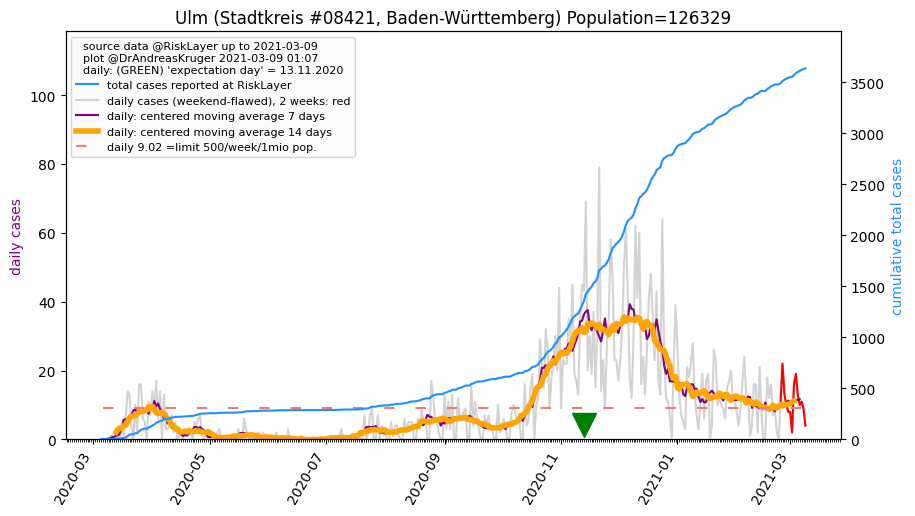 Ulm (Stadtkreis #08421, Baden-Württemberg) Population=126329
source data @RiskLayer up to 2021-03-09
plot @DrAndreasKruger 2021-03-09 01:07
daily: (GREEN) 'expectation day' = 13.11.2020
total cases reported at RiskLayer
daily cases (weekend-flawed), 2 weeks: red
daily: centered moving average 7 days
daily: centered moving average 14 days
daily 9.02 =limit 500/week/1mio pop.
daily cases
100
80
60
40
20
0
cumulative total cases
3500
3000
2500
2000
1500
1000
500
0
2020-03
2020-05
2020-07
2020-09
2020-11
2021-01
2021-03